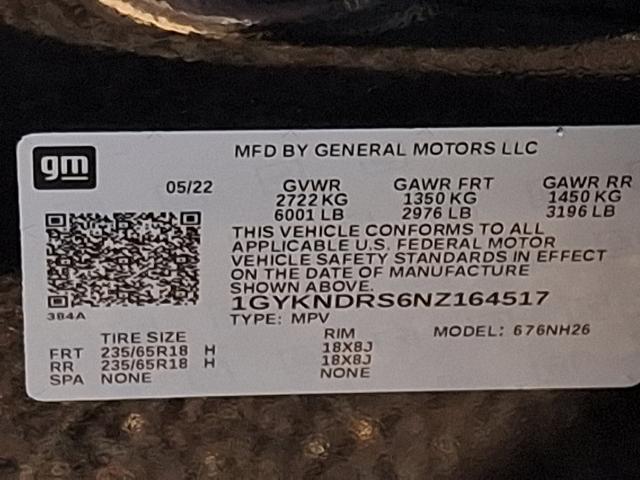 gm
MFD BY GENERAL MOTORS LLC
05/22 GVWR GAWR FRT GAWR RR
2722 KG 1350 KG 1450 KG
6001 LB 2976 LB 3196 LB
THIS VEHICLE CONFORMS TO ALL
APPLICABLE U.S. FEDERAL MOTOR
VEHICLE SAFETY STANDARDS IN EFFECT
ON THE DATE OF MANUFACTURE
SHOWN ABOVE.
1GYKNDRS6NZ164517
384A
TYPE: MPV
TIRE SIZE RIM MODEL: 676NH26
FRT 235/65R18 H 18X8J
RR 235/65R18 H 18X8J
SPA NONE NONE